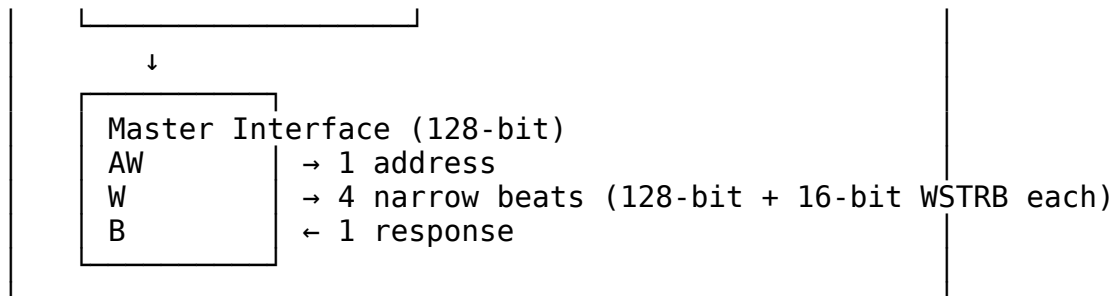 ↓
Master Interface (128-bit)
AW → 1 address
W → 4 narrow beats (128-bit + 16-bit WSTRB each)
B ← 1 response